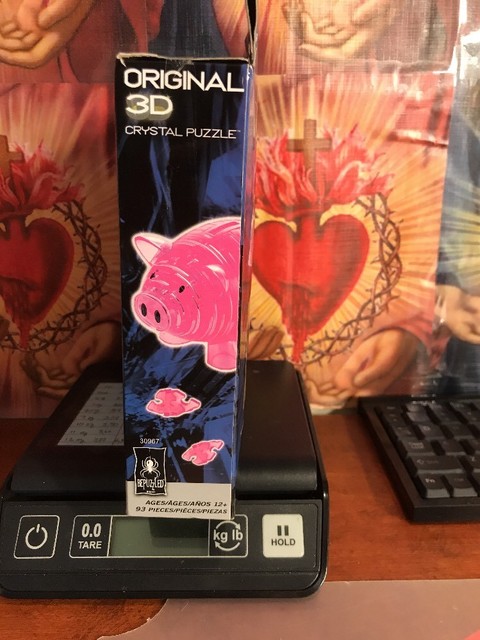 ORIGINAL
3D
CRYSTAL PUZZLE™
30967
BEPUZZLED
AGES/ÂGES/AÑOS 12+
93 PIECES/PIÈCES/PIEZAS
0.0
TARE
kg lb
HOLD